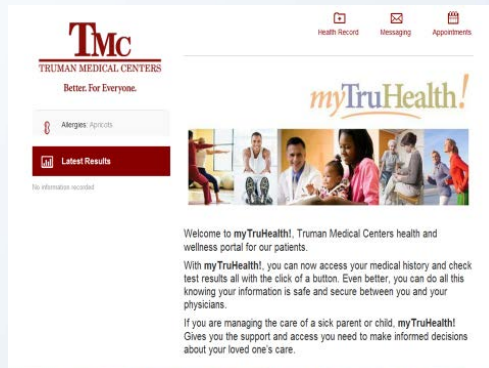 TMC
TRUMAN MEDICAL CENTERS
Better. For Everyone.
Allergies: Apricots
Latest Results
No information recorded
Health Record
Messaging
Appointments
myTruHealth!
Welcome to myTruHealth!, Truman Medical Centers health and
wellness portal for our patients.
With myTruHealth!, you can now access your medical history and check
test results all with the click of a button. Even better, you can do all this
knowing your information is safe and secure between you and your
physicians.
If you are managing the care of a sick parent or child, myTruHealth!
Gives you the support and access you need to make informed decisions
about your loved one's care.